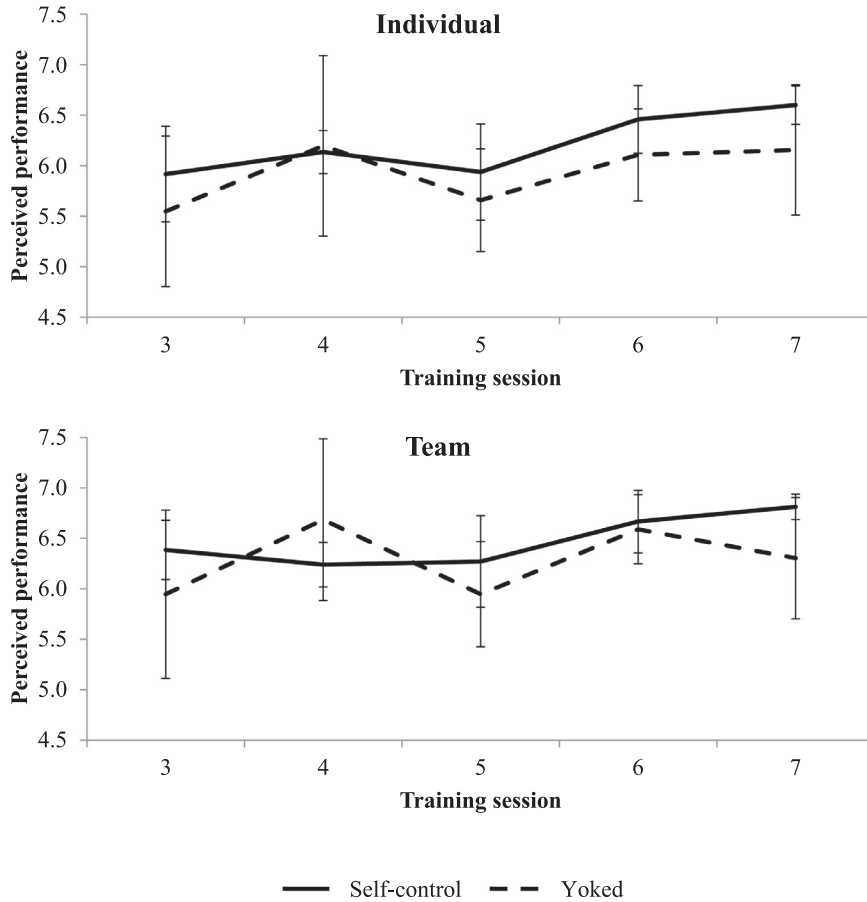 Individual
Perceived performance
7.5
7.0
6.5
6.0
5.5
5.0
4.5
3 4 5 6 7
Training session
Team
Perceived performance
7.5
7.0
6.5
6.0
5.5
5.0
4.5
3 4 5 6 7
Training session
Self-control Yoked